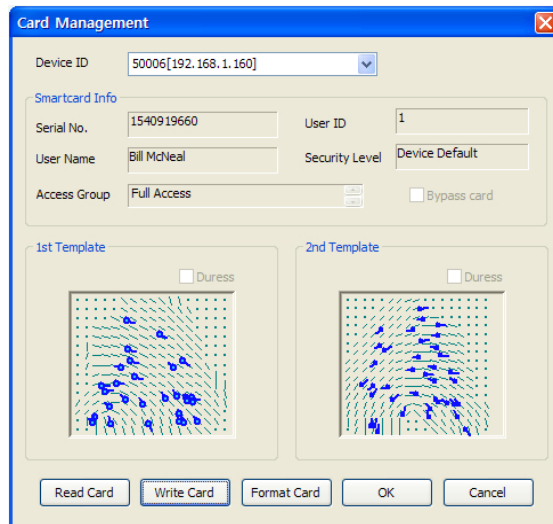 Card Management
Device ID 50006[192.168.1.160]
Smartcard Info
Serial No. 1540919660 User ID 1
User Name Bill McNeal Security Level Device Default
Access Group Full Access Bypass card
1st Template 2nd Template
Duress Duress
Read Card Write Card Format Card OK Cancel